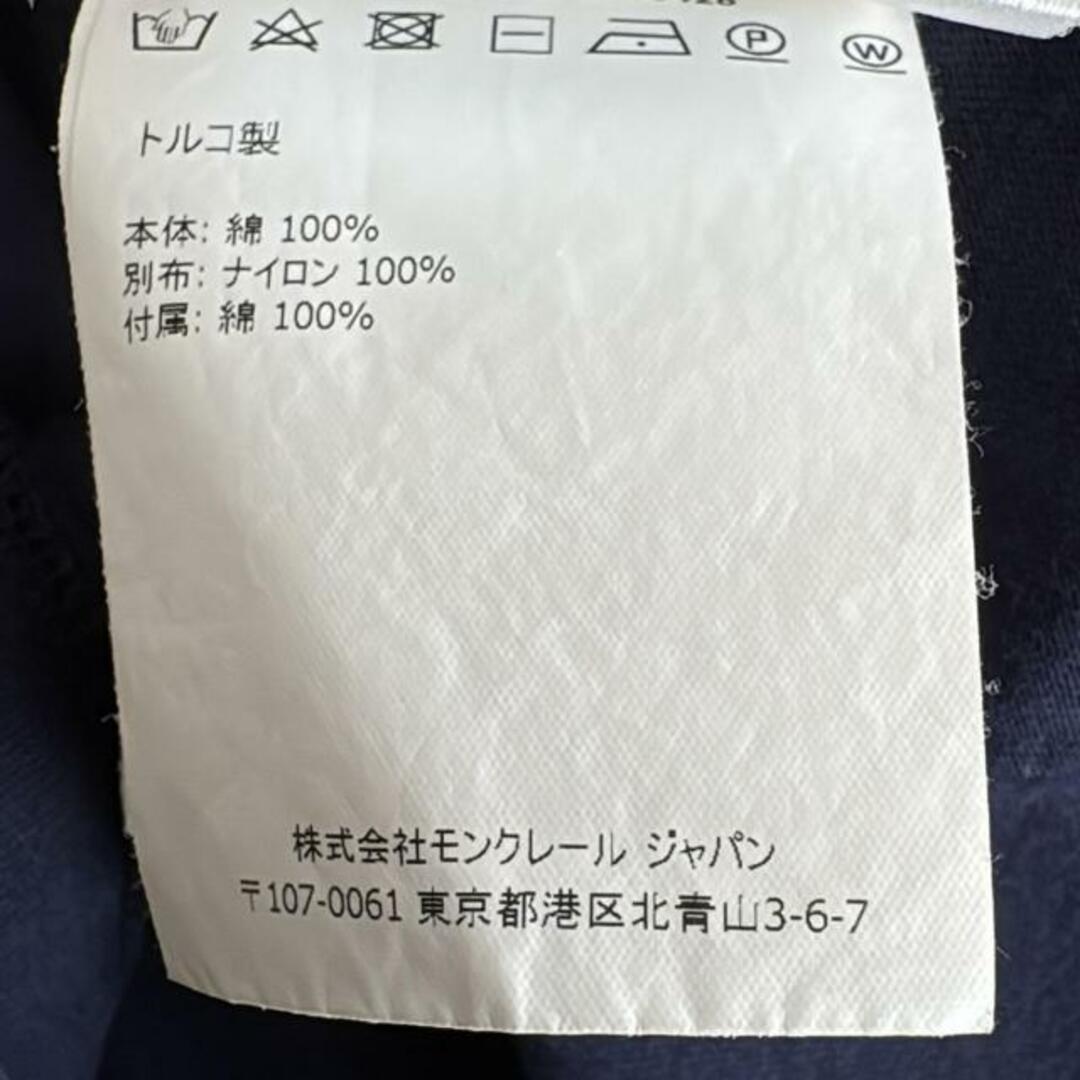 P W
トルコ製
本体: 綿 100%
別布: ナイロン 100%
付属: 綿 100%
株式会社モンクレール ジャパン
〒107-0061 東京都港区北青山3-6-7